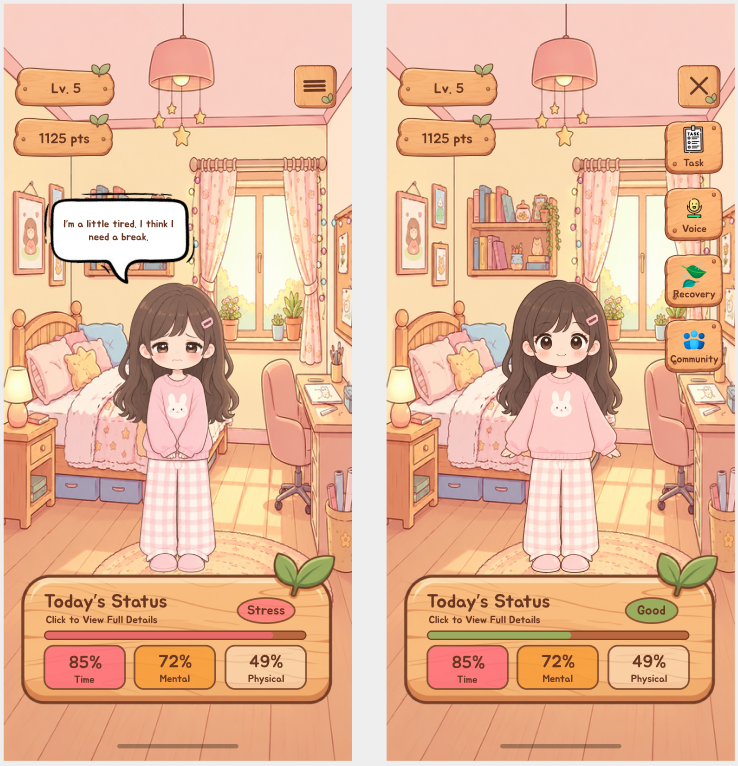 Lv. 5
1125 pts
I'm a little tired, I think I
need a break.
Today's Status
Stress
Click to View Full Details
85%
Time
72%
Mental
49%
Physical
Lv. 5
1125 pts
TASK
Task
Voice
Recovery
Community
Today's Status
Good
Click to View Full Details
85%
Time
72%
Mental
49%
Physical